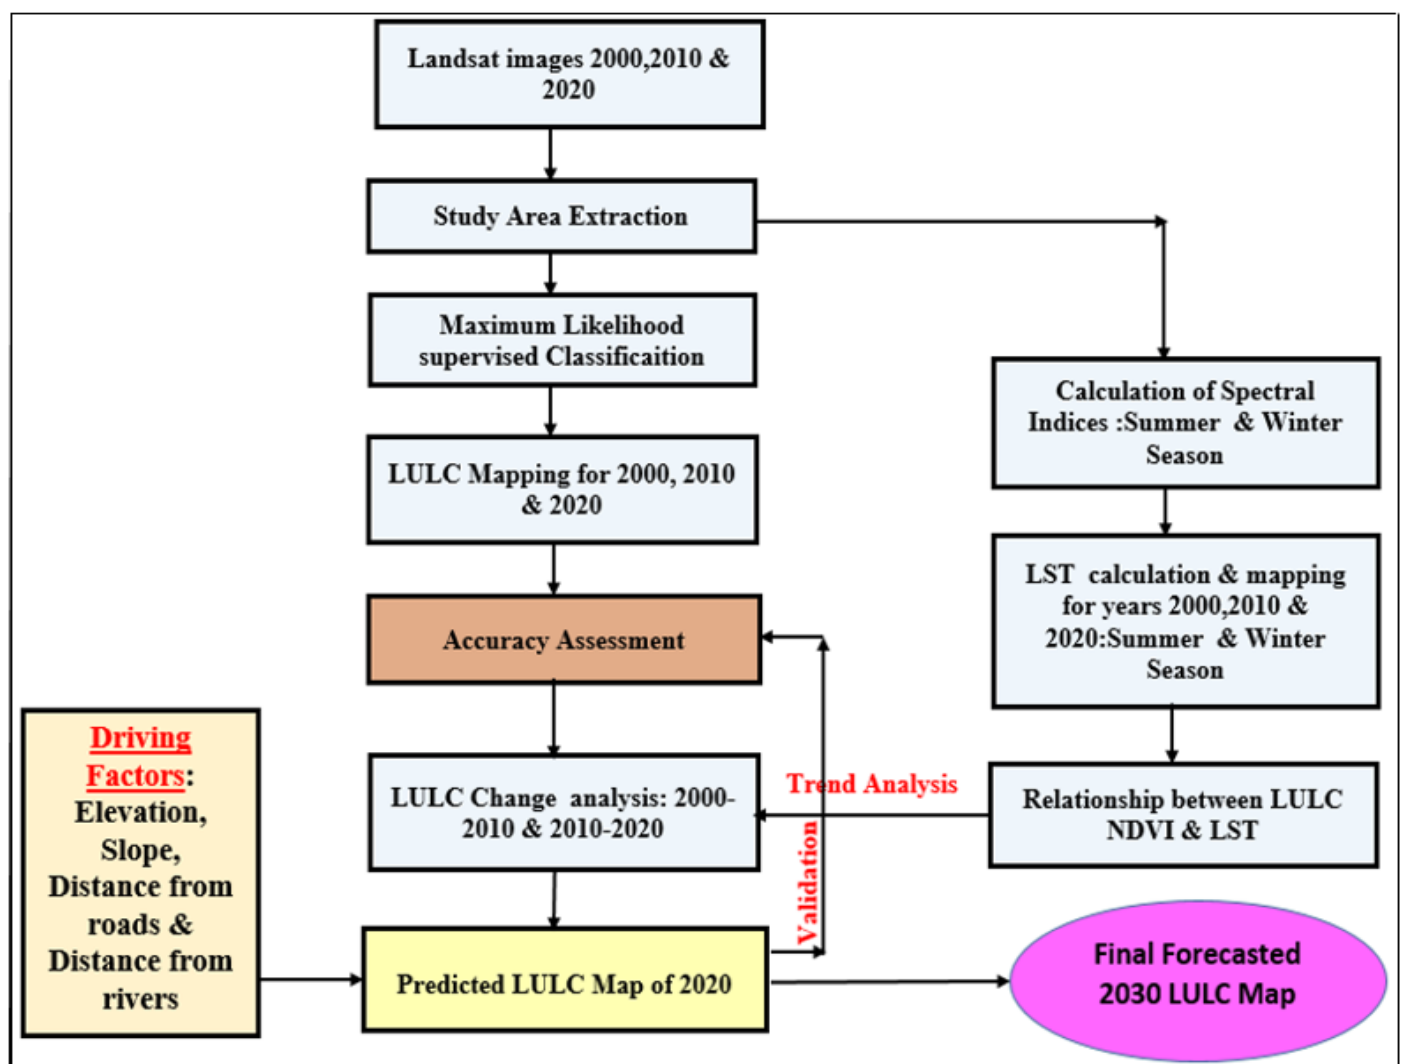 Landsat images 2000,2010 &
2020
Study Area Extraction
Maximum Likelihood
supervised Classificaition
LULC Mapping for 2000, 2010
& 2020
Accuracy Assessment
LULC Change analysis: 2000-
2010 & 2010-2020
Predicted LULC Map of 2020
Driving
Factors:
Elevation,
Slope,
Distance from
roads &
Distance from
rivers
Calculation of Spectral
Indices :Summer & Winter
Season
LST calculation & mapping
for years 2000,2010 &
2020:Summer & Winter
Season
Relationship between LULC
NDVI & LST
Trend Analysis
Validation
Final Forecasted
2030 LULC Map